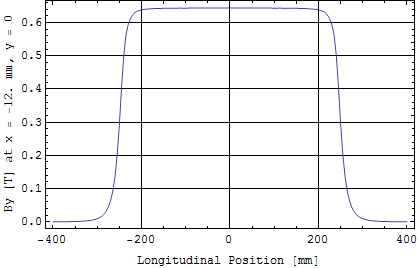 By [T] at x = -12. mm, y = 0
0.6
0.5
0.4
0.3
0.2
0.1
0.0
-400 -200 0 200 400
Longitudinal Position [mm]